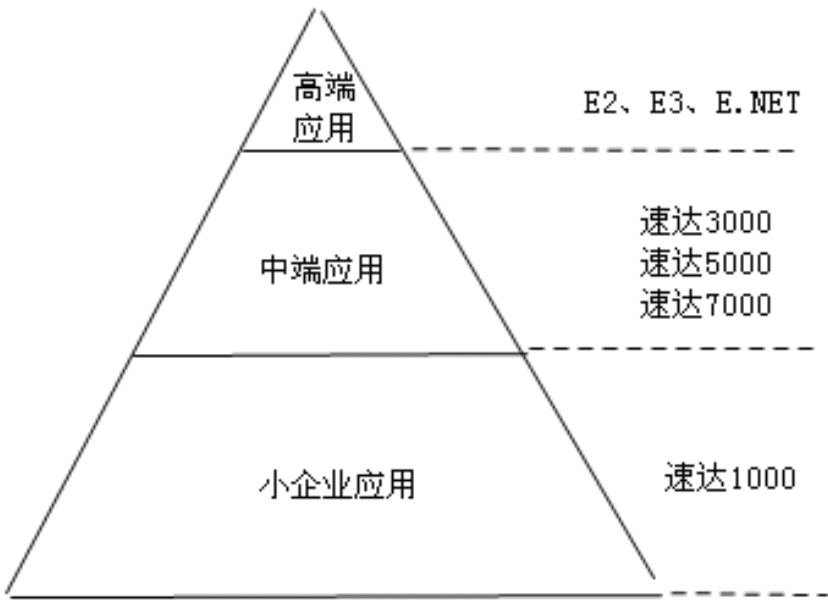 高端
应用
E2、E3、E.NET
速达3000
速达5000
速达7000
中端应用
小企业应用
速达1000